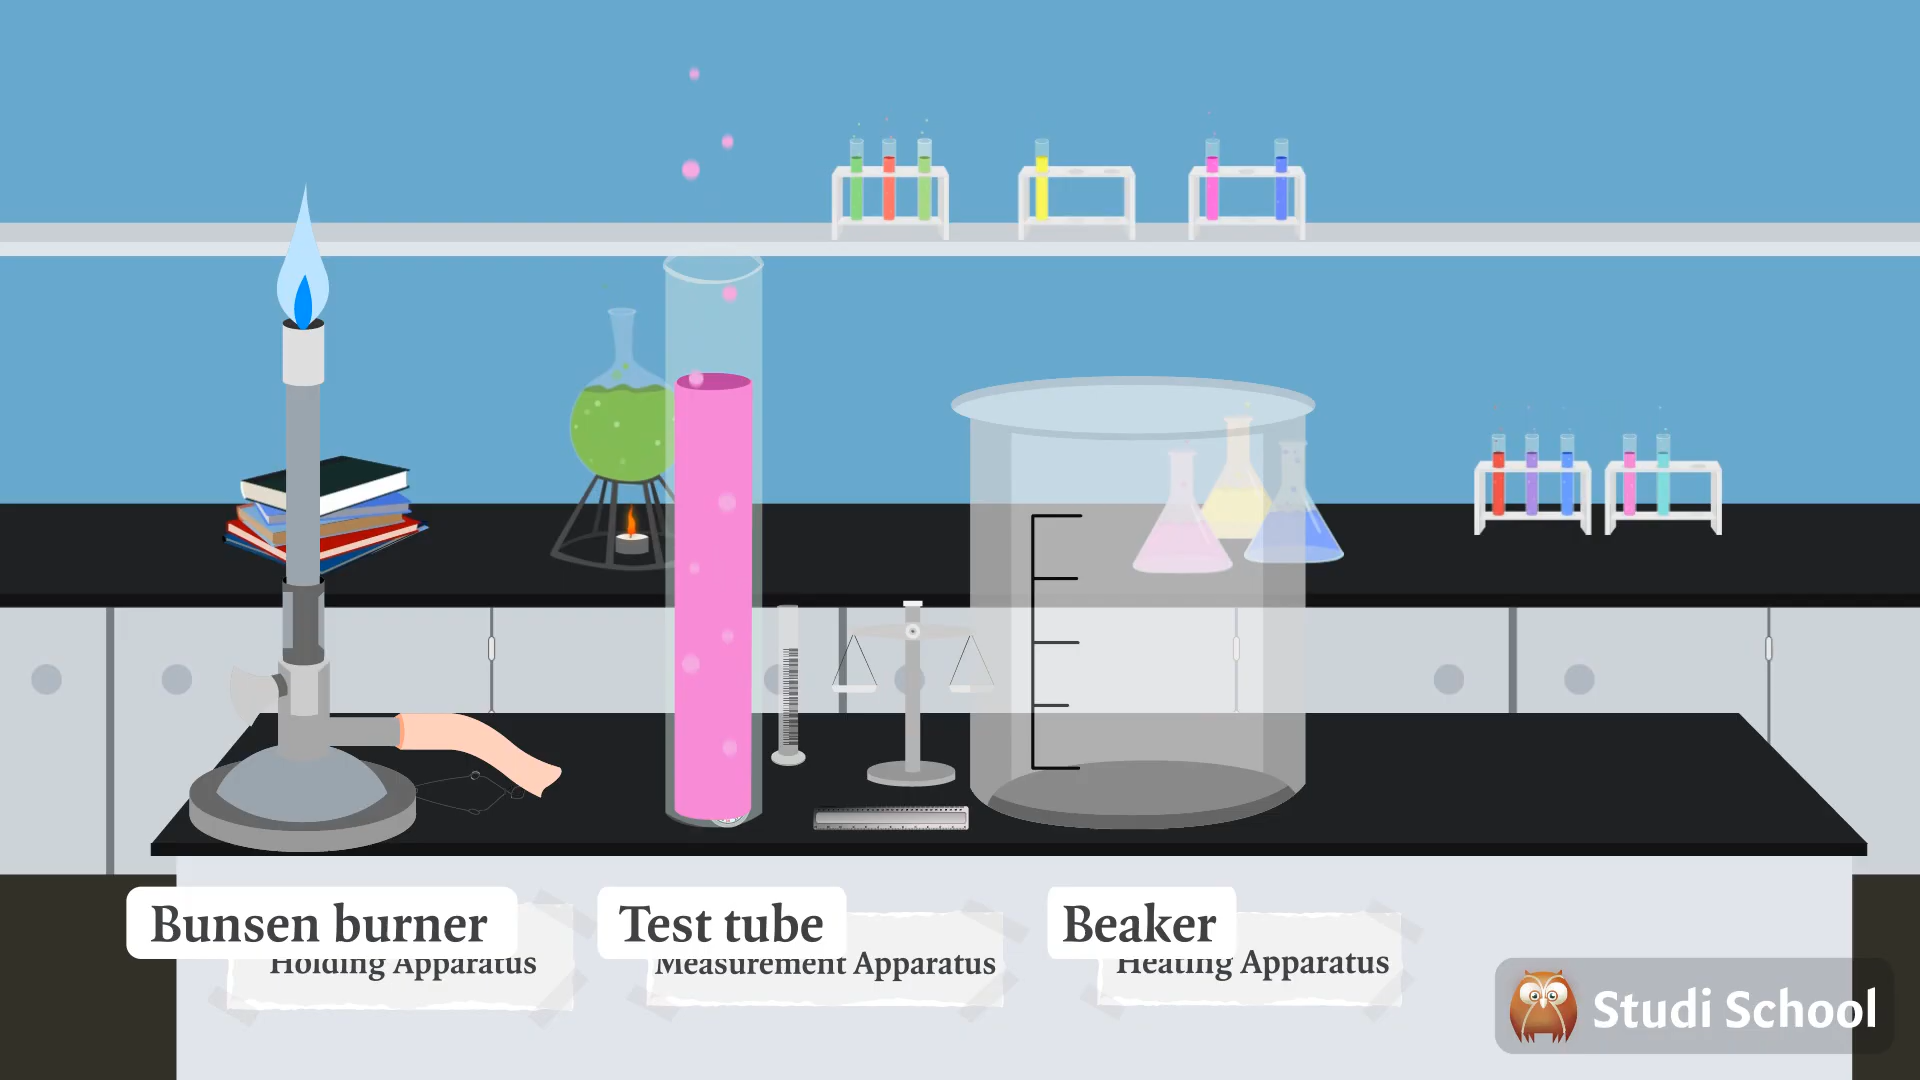 Bunsen burner
Test tube
Beaker
Holding Apparatus
Measurement Apparatus
Heating Apparatus
Studi School